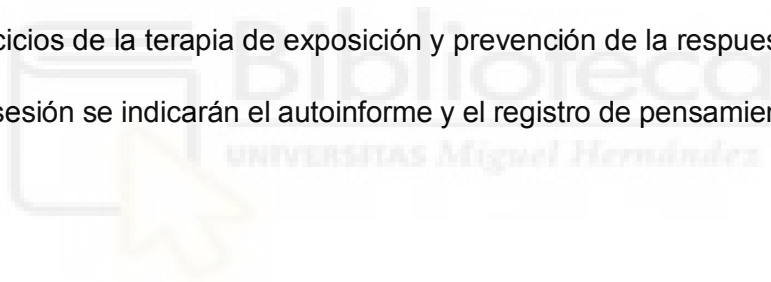 cicios de la terapia de exposición y prevención de la respues
Biblioteca
sesión se indicarán el autoinforme y el registro de pensamien
UNIVERSITAS Miguel Hernández